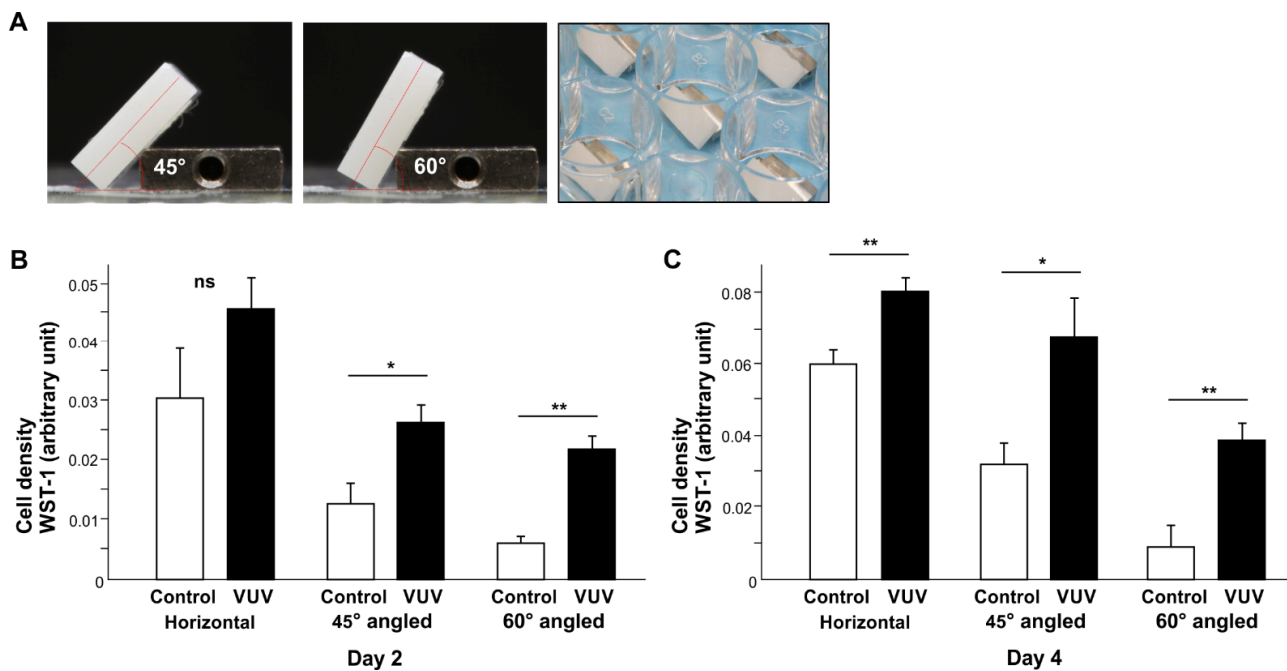 A
45°
60°
B2
C2
B3
B
Cell density
WST-1 (arbitrary unit)
0.05
0.04
0.03
0.02
0.01
0
ns
*
**
Control VUV Control VUV Control VUV
Horizontal 45° angled 60° angled
Day 2
C
Cell density
WST-1 (arbitrary unit)
0.08
0.06
0.04
0.02
0
**
*
**
Control VUV Control VUV Control VUV
Horizontal 45° angled 60° angled
Day 4